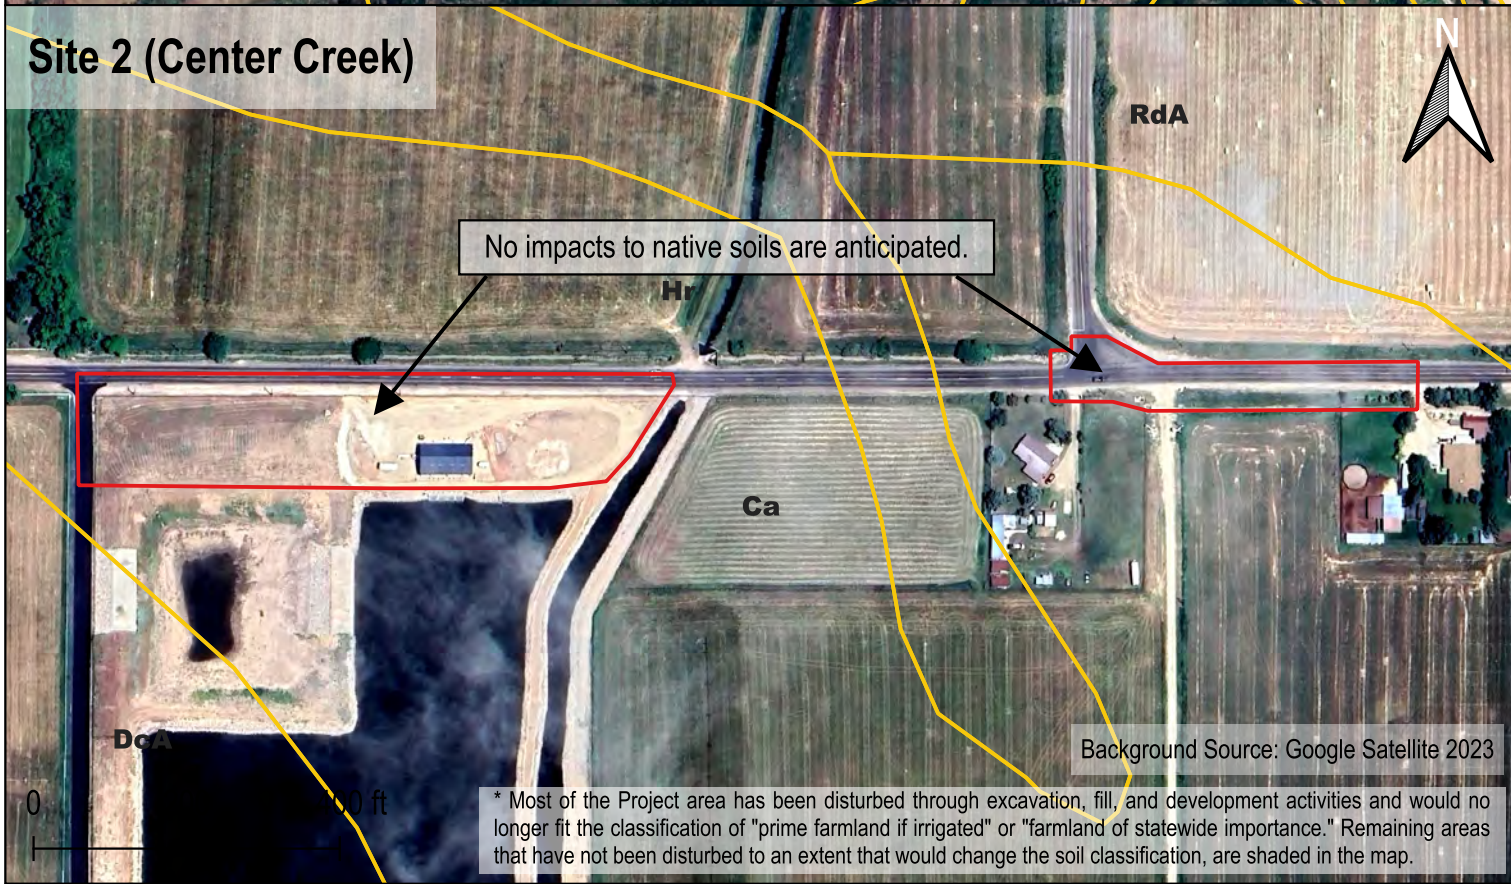 Site 2 (Center Creek)
N
RdA
No impacts to native soils are anticipated.
Hr
Ca
DcA
Background Source: Google Satellite 2023
0 ft
* Most of the Project area has been disturbed through excavation, fill, and development activities and would no
longer fit the classification of "prime farmland if irrigated" or "farmland of statewide importance." Remaining areas
that have not been disturbed to an extent that would change the soil classification, are shaded in the map.